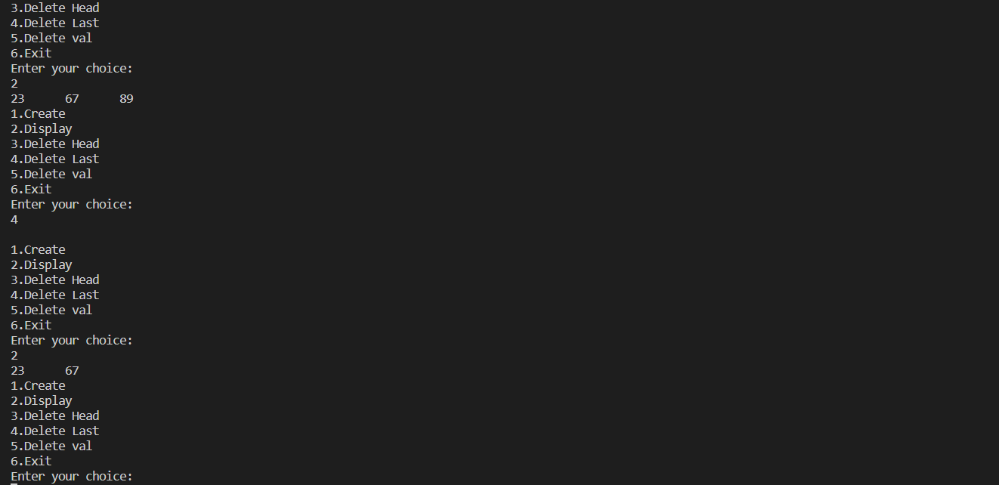 3.Delete Head
4.Delete Last
5.Delete val
6.Exit
Enter your choice:
2
23      67      89
1.Create
2.Display
3.Delete Head
4.Delete Last
5.Delete val
6.Exit
Enter your choice:
4

1.Create
2.Display
3.Delete Head
4.Delete Last
5.Delete val
6.Exit
Enter your choice:
2
23      67
1.Create
2.Display
3.Delete Head
4.Delete Last
5.Delete val
6.Exit
Enter your choice: